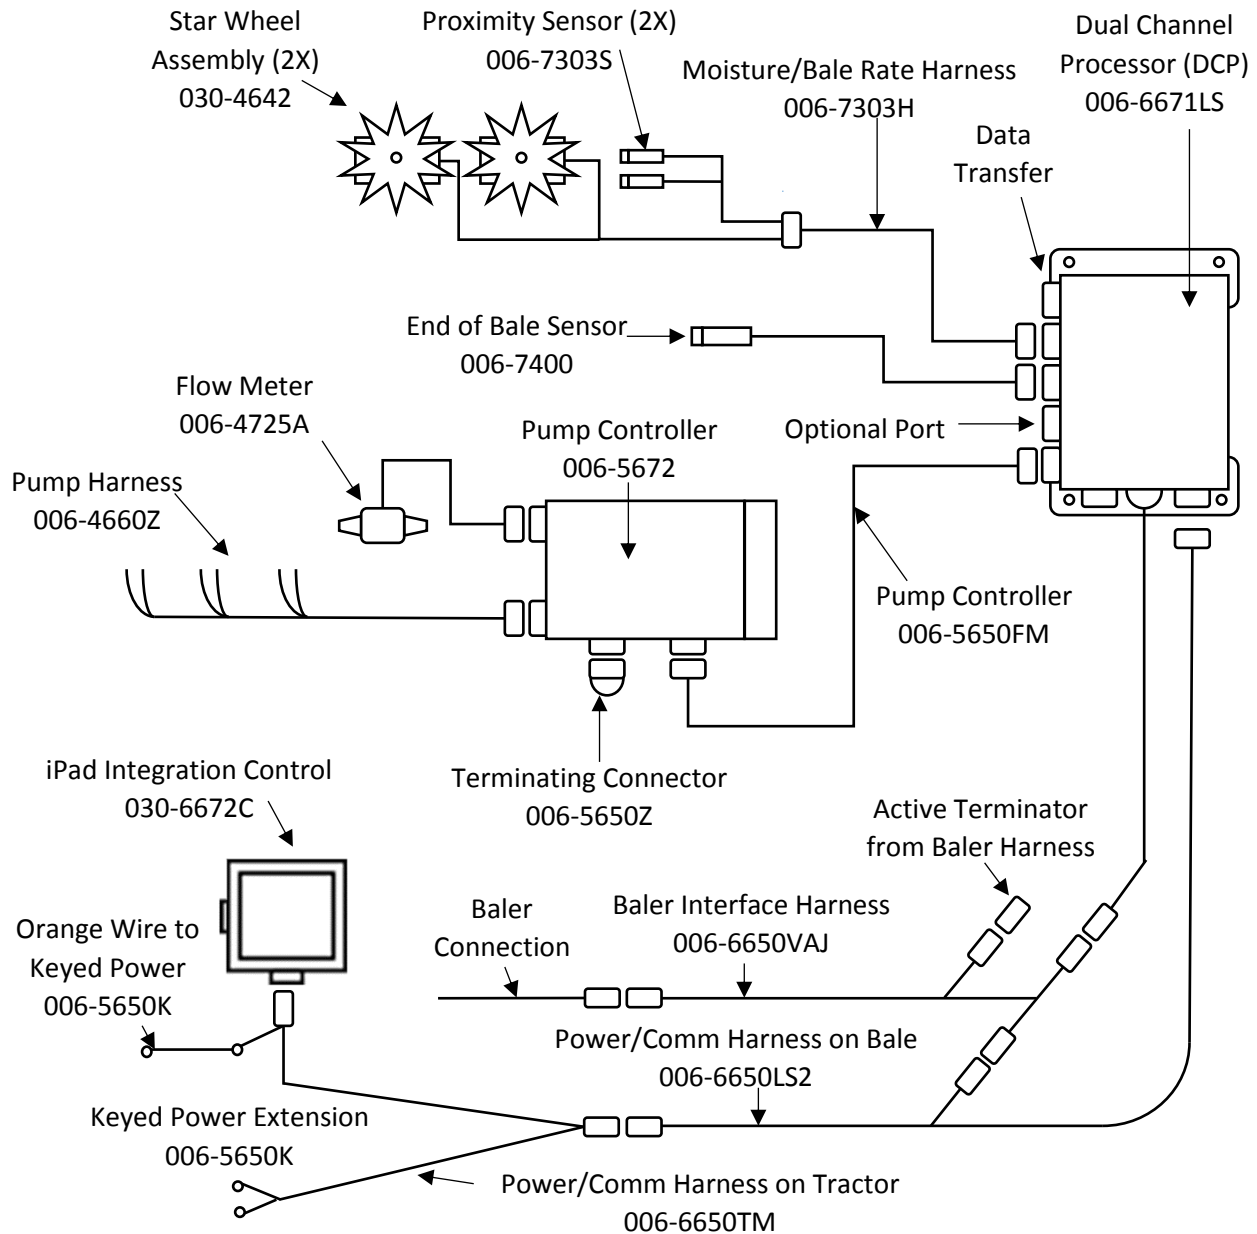 Star Wheel
Assembly (2X)
030-4642
Proximity Sensor (2X)
006-7303S
Moisture/Bale Rate Harness
006-7303H
Dual Channel
Processor (DCP)
006-6671LS
Data
Transfer
End of Bale Sensor
006-7400
Flow Meter
006-4725A
Pump Controller
006-5672
Optional Port
Pump Harness
006-4660Z
Pump Controller
006-5650FM
Terminating Connector
006-5650Z
iPad Integration Control
030-6672C
Active Terminator
from Baler Harness
Orange Wire to
Keyed Power
006-5650K
Baler
Connection
Baler Interface Harness
006-6650VAJ
Power/Comm Harness on Bale
006-6650LS2
Keyed Power Extension
006-5650K
Power/Comm Harness on Tractor
006-6650TM